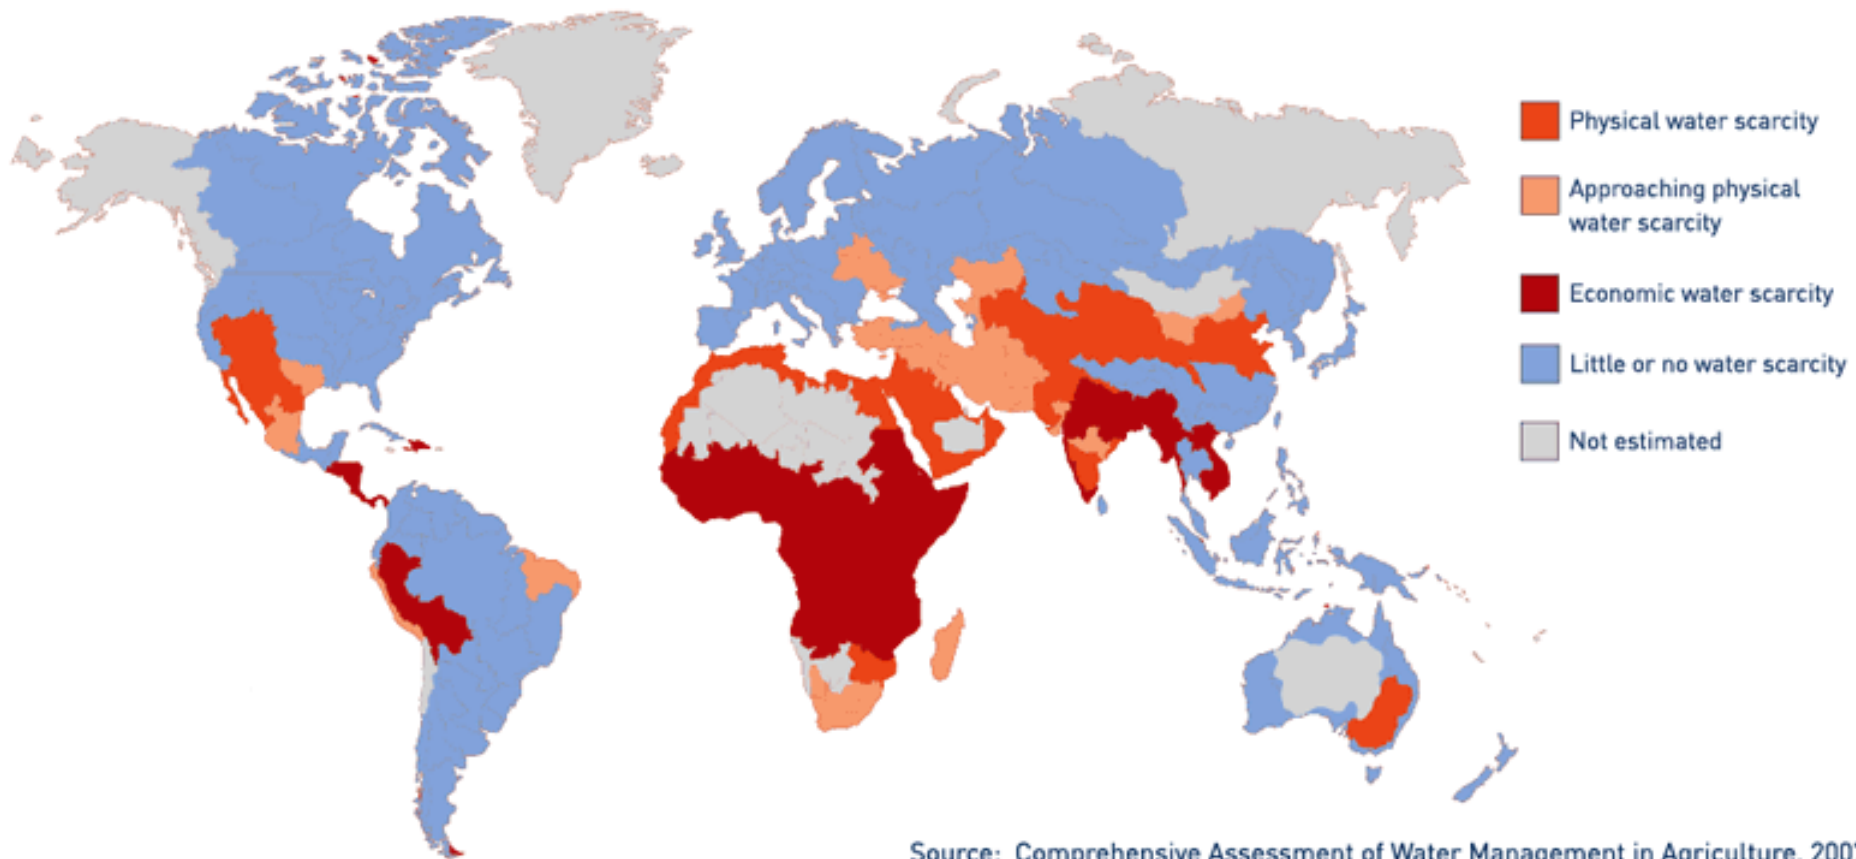 Physical water scarcity
Approaching physical
water scarcity
Economic water scarcity
Little or no water scarcity
Not estimated
Source: Comprehensive Assessment of Water Management in Agriculture,